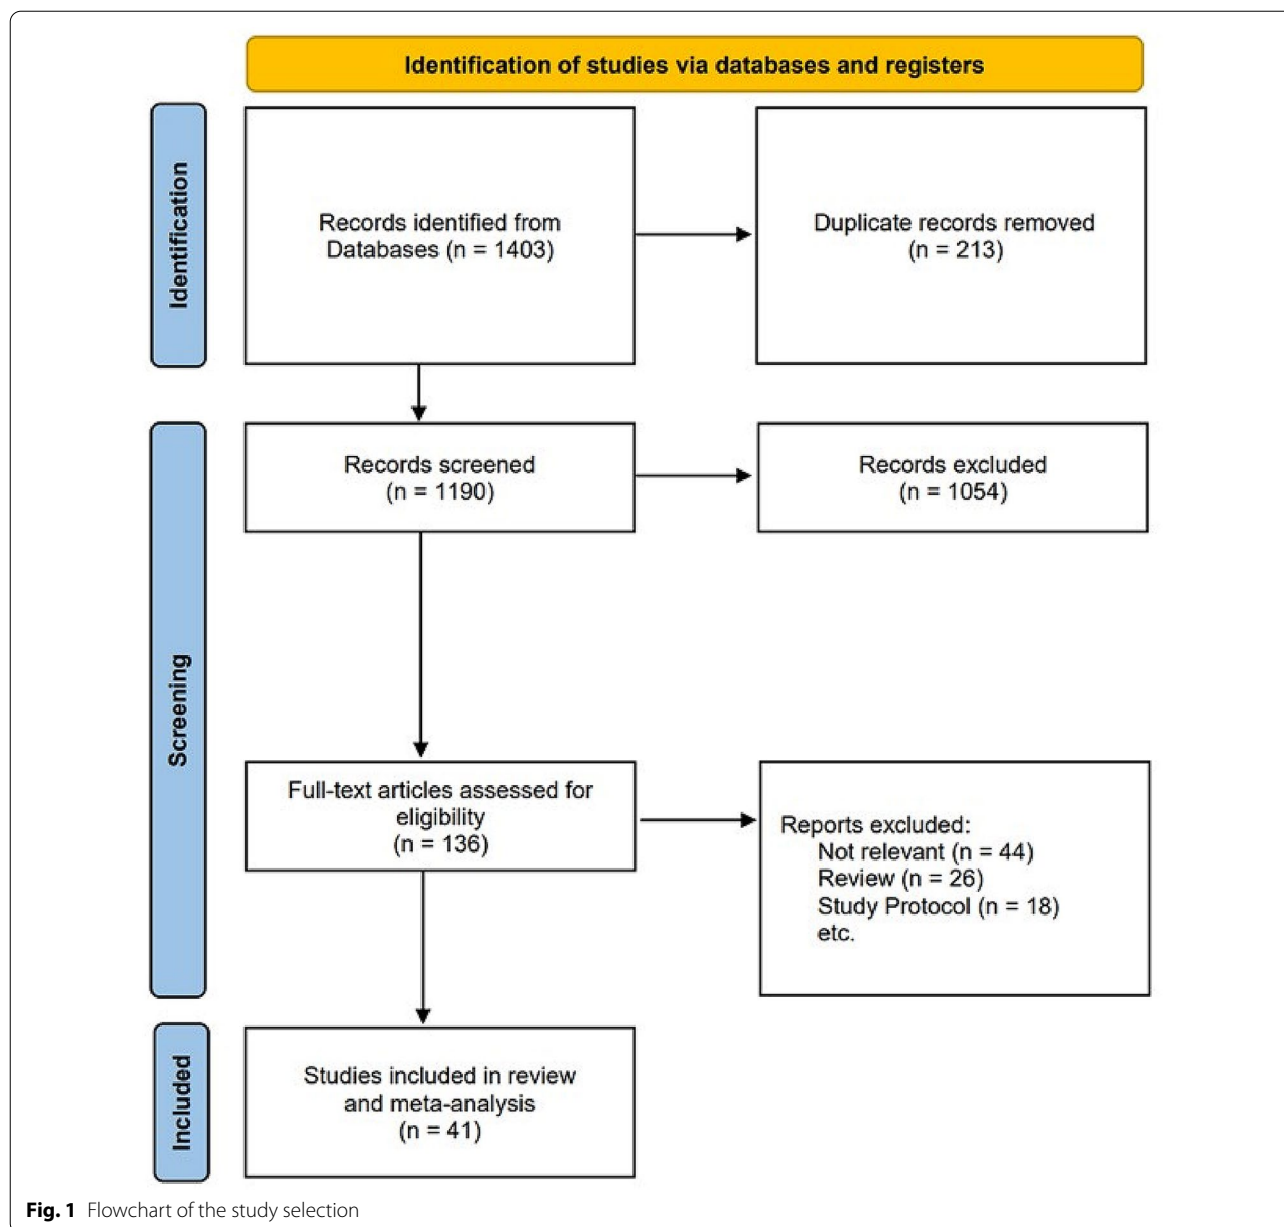 Identification of studies via databases and registers
Identification
Records identified from
Databases (n = 1403)
Duplicate records removed
(n = 213)
Screening
Records screened
(n = 1190)
Records excluded
(n = 1054)
Full-text articles assessed for
eligibility
(n = 136)
Reports excluded:
Not relevant (n = 44)
Review (n = 26)
Study Protocol (n = 18)
etc.
Included
Studies included in review
and meta-analysis
(n = 41)
Fig. 1 Flowchart of the study selection